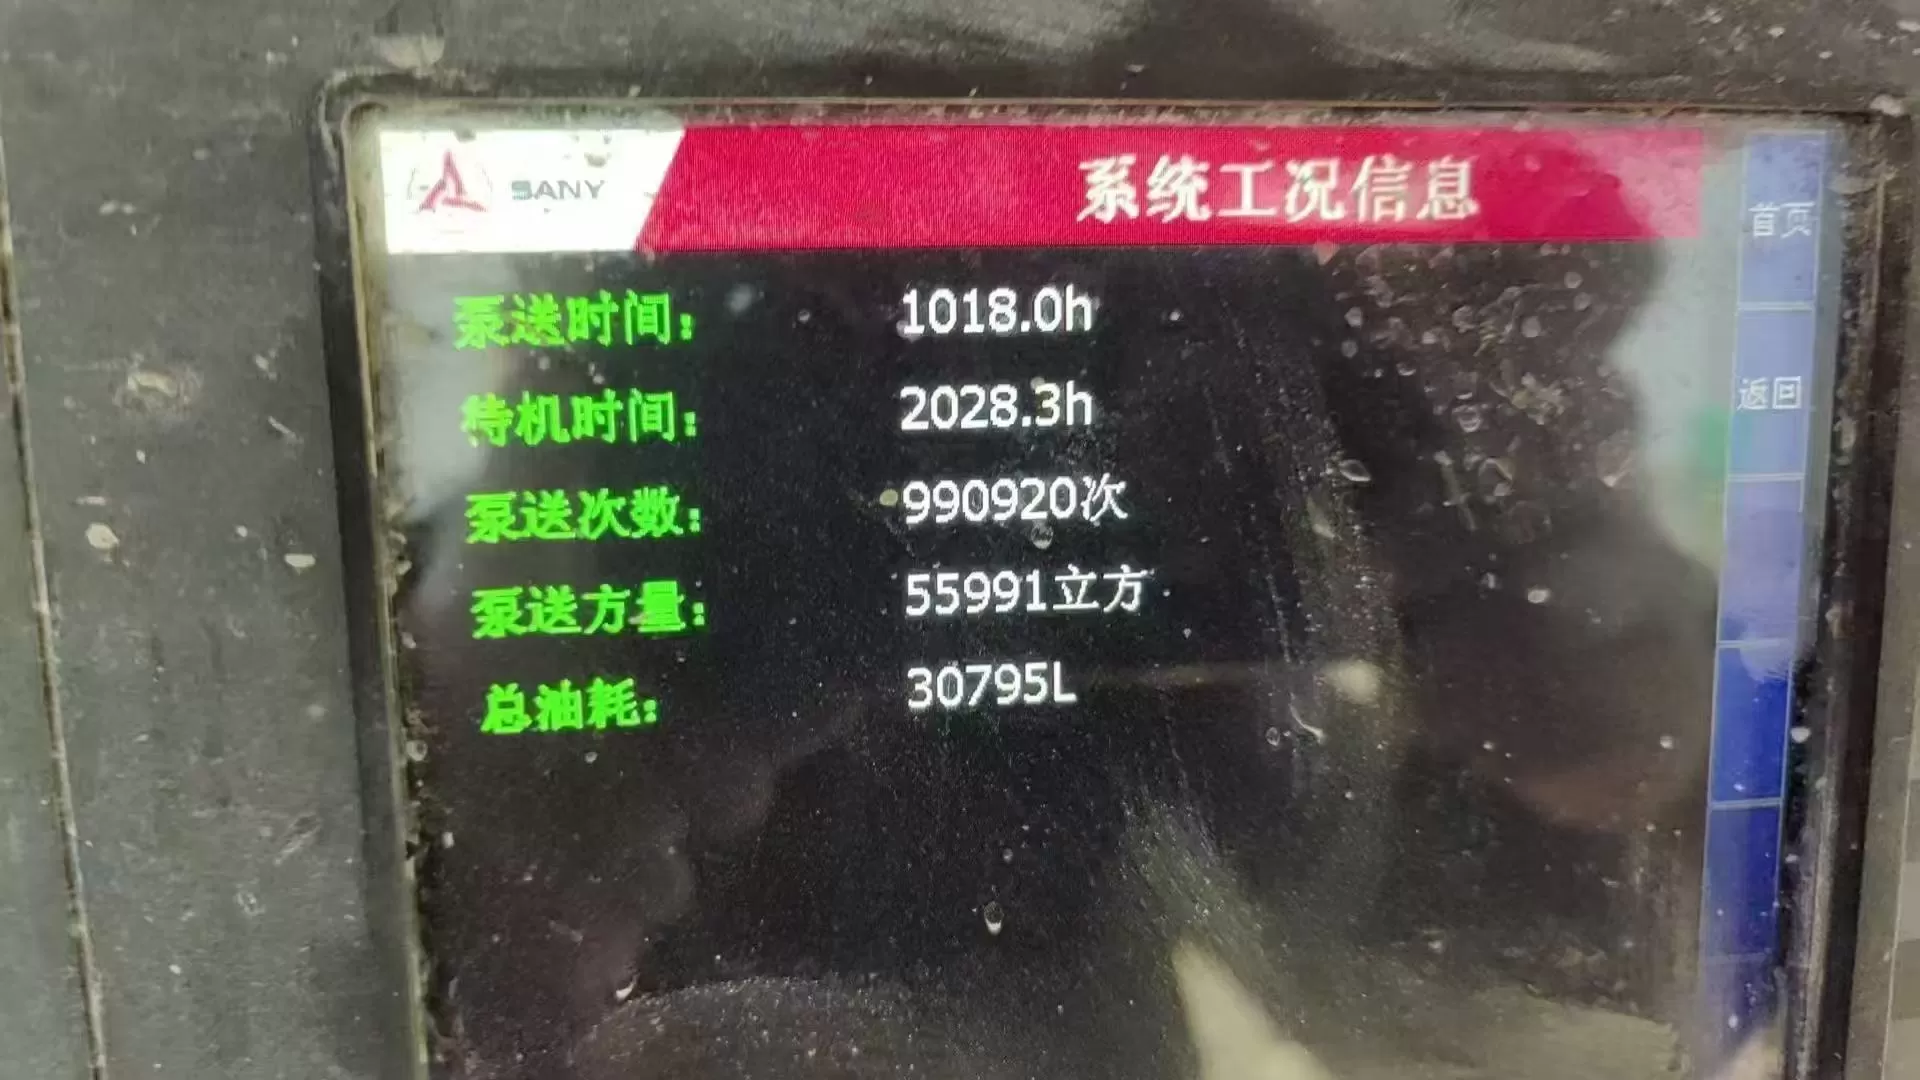 SANY
系统工况信息
首页
泵送时间： 1018.0h
待机时间： 2028.3h
返回
泵送次数： 990920次
泵送方量： 55991立方
总油耗： 30795L